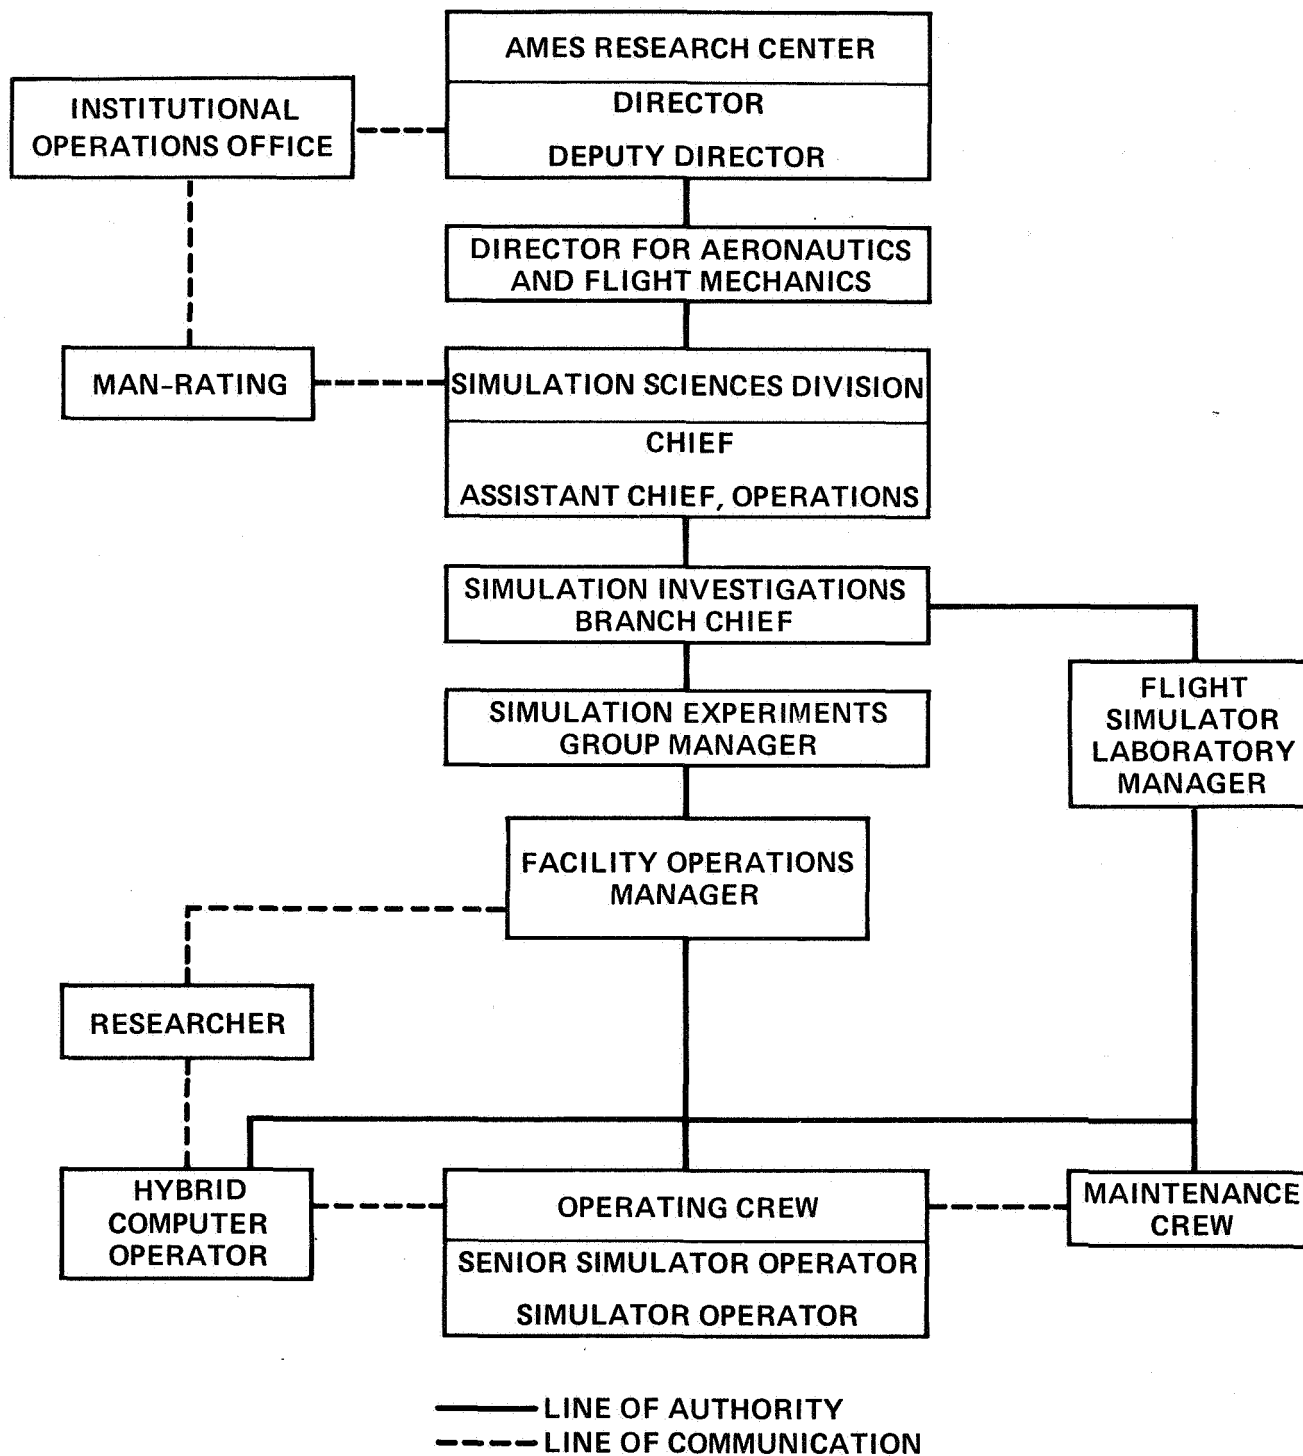 AMES RESEARCH CENTER
DIRECTOR
DEPUTY DIRECTOR
INSTITUTIONAL
OPERATIONS OFFICE
DIRECTOR FOR AERONAUTICS
AND FLIGHT MECHANICS
MAN-RATING
SIMULATION SCIENCES DIVISION
CHIEF
ASSISTANT CHIEF, OPERATIONS
SIMULATION INVESTIGATIONS
BRANCH CHIEF
FLIGHT
SIMULATOR
LABORATORY
MANAGER
SIMULATION EXPERIMENTS
GROUP MANAGER
FACILITY OPERATIONS
MANAGER
RESEARCHER
HYBRID
COMPUTER
OPERATOR
OPERATING CREW
SENIOR SIMULATOR OPERATOR
SIMULATOR OPERATOR
MAINTENANCE
CREW
LINE OF AUTHORITY
LINE OF COMMUNICATION